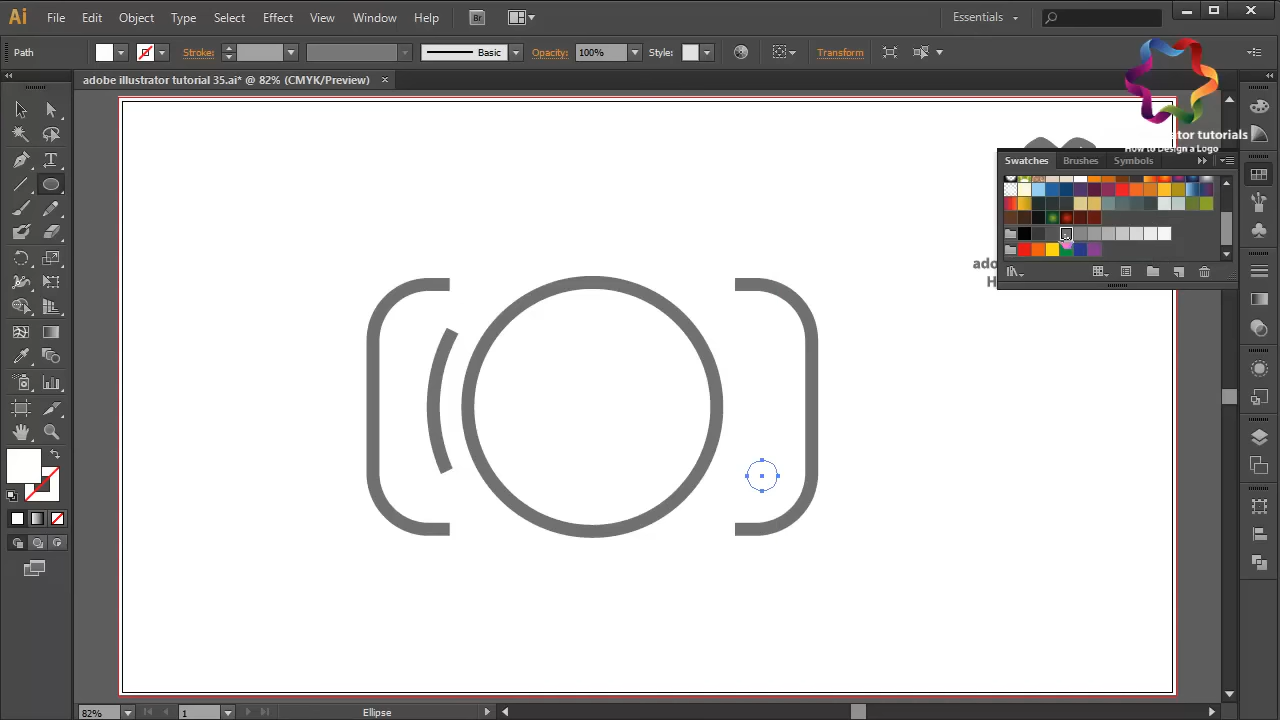 Ai File Edit Object Type Select Effect View Window Help Br Essentials
Path Stroke: Basic Opacity: 100% Style: Transform
adobe illustrator tutorial 35.ai* @ 82% (CMYK/Preview) ×
tor tutorials
How to Design a Logo
Swatches Brushes Symbols
ado
H
82% 1 Ellipse